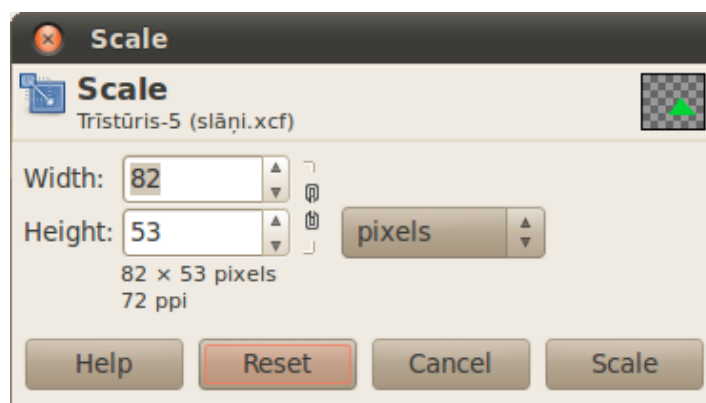 Scale
Scale
Trīstūris-5 (slāņi.xcf)
Width: 82
Height: 53 pixels
82 × 53 pixels
72 ppi
Help Reset Cancel Scale